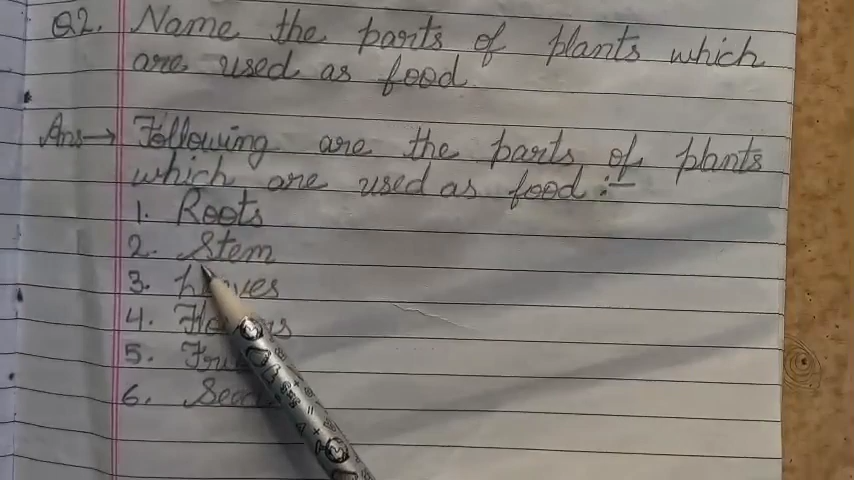 Q2. Name the parts of plants which
are used as food.
Ans→ Following are the parts of plants
which are used as food :-
1. Roots
2. Stem
3. Leaves
4.
5.
6.